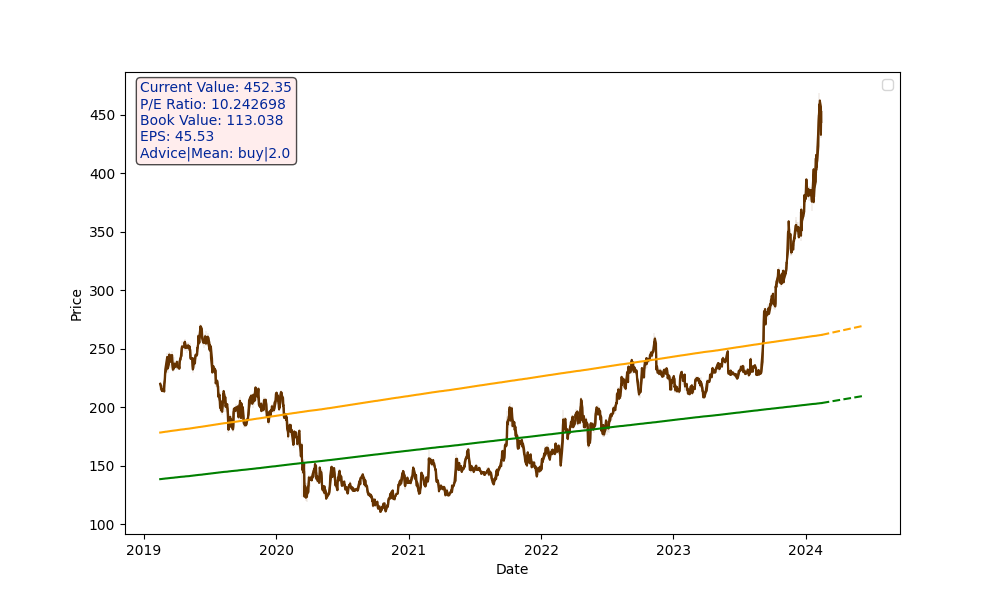 Current Value: 452.35
P/E Ratio: 10.242698
Book Value: 113.038
EPS: 45.53
Advice|Mean: buy|2.0
450
400
350
300
250
200
150
100
Price
2019 2020 2021 2022 2023 2024
Date